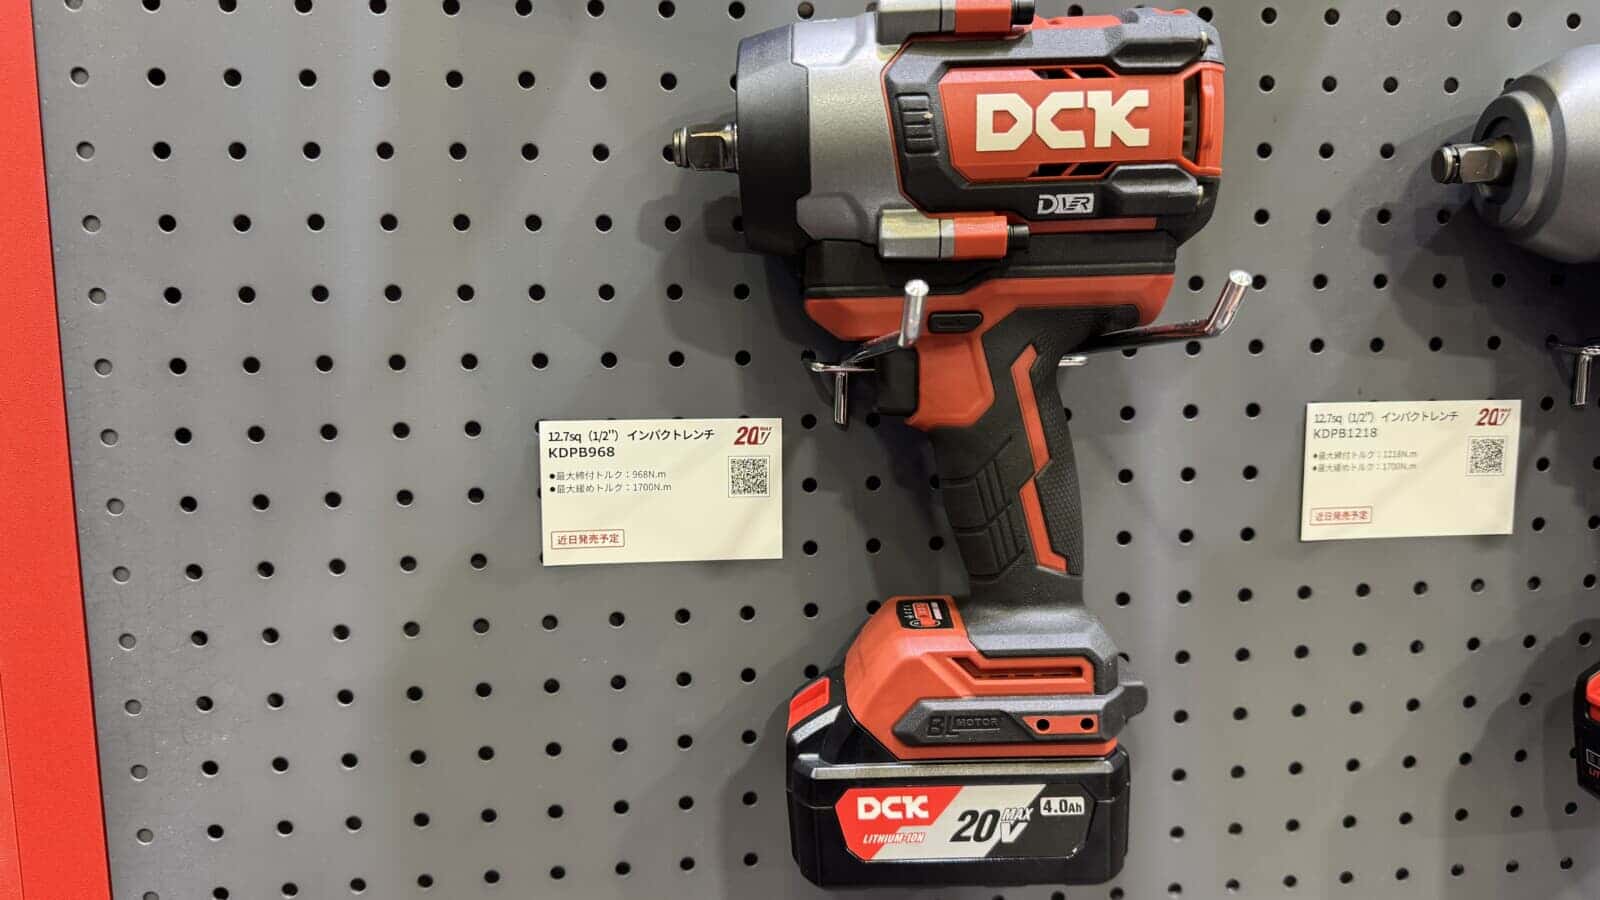 DCK
12.7sq（1/2"）インパクトレンチ
20V MAX
KDPB968
●最大締付トルク：968N.m
●最大緩めトルク：1700N.m
近日発売予定
12.7sq（1/2"）インパクトレンチ
20V MAX
KDPB1218
●最大締付トルク：1218N.m
●最大緩めトルク：1700N.m
近日発売予定
BL MOTOR
DCK
LITHIUM-ION
20V MAX
4.0Ah